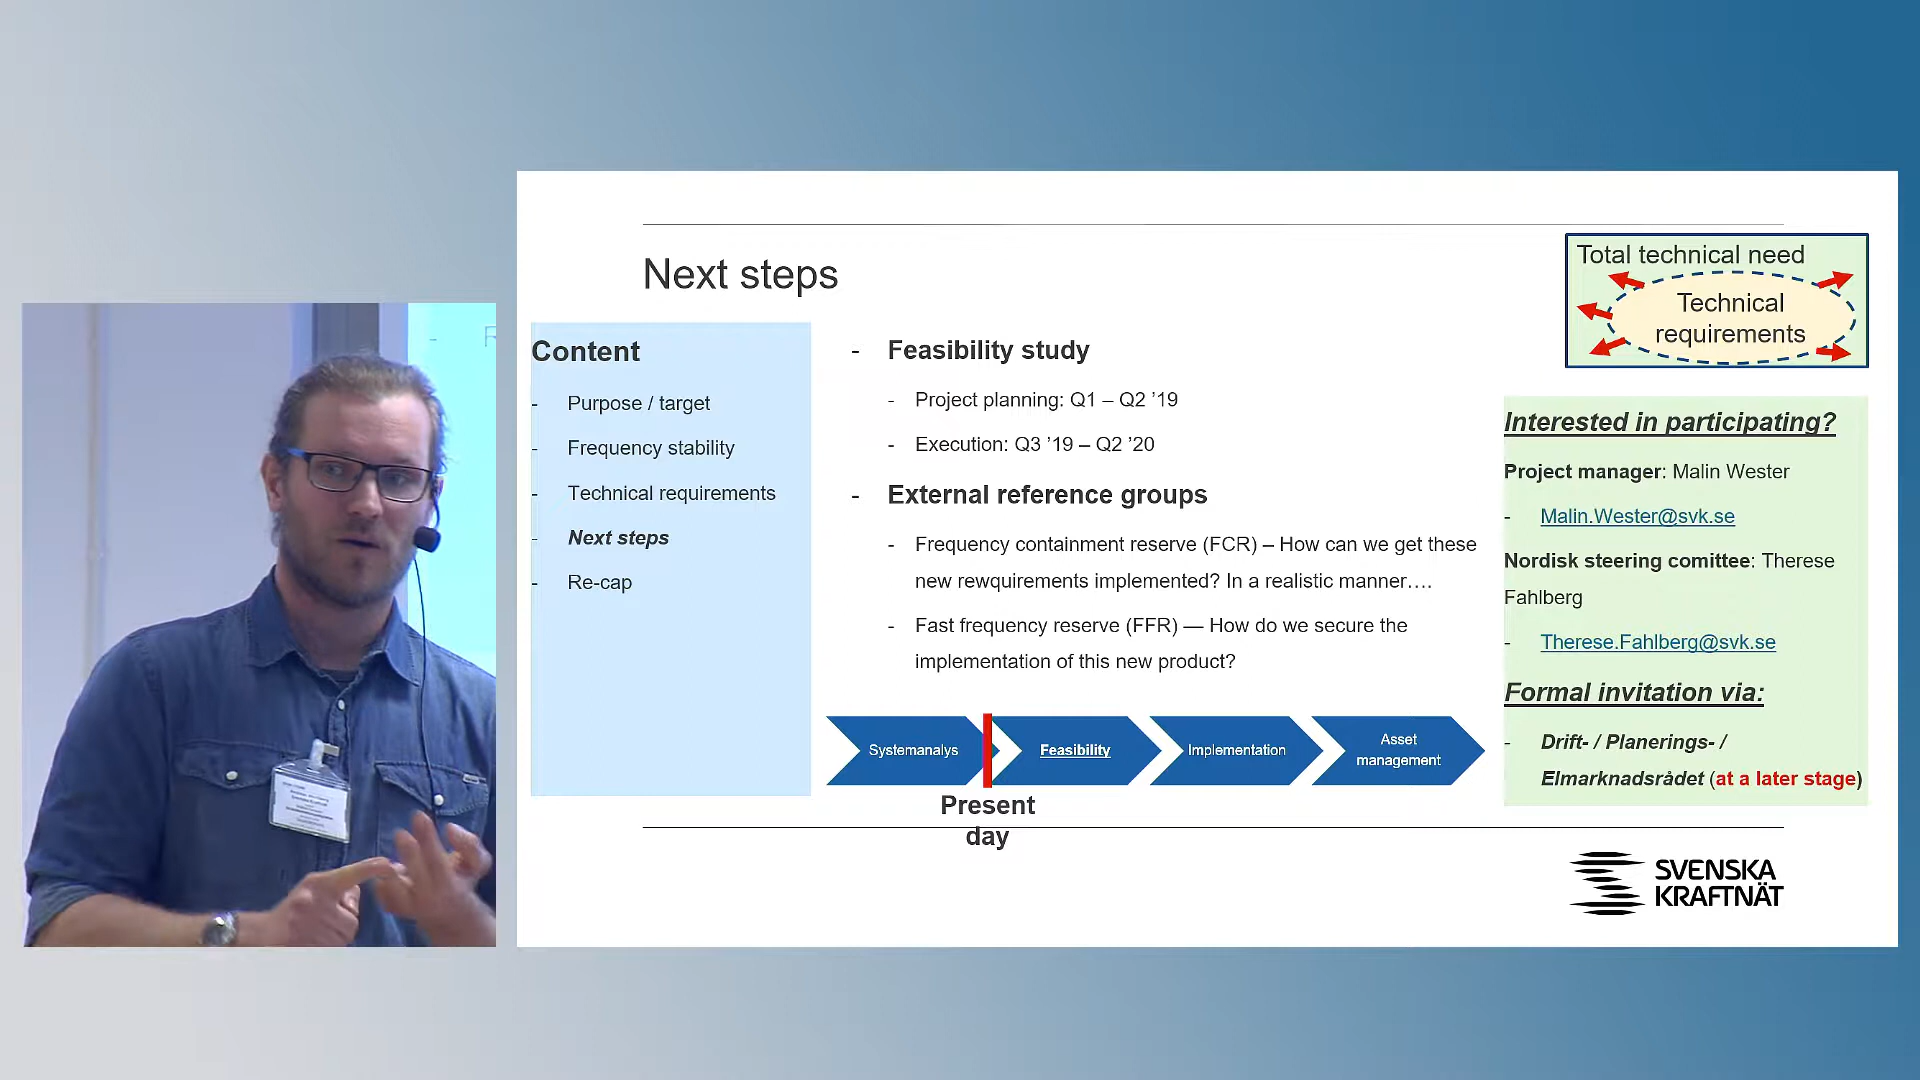 Next steps
Total technical need
Technical
requirements
Content
- Purpose / target
- Frequency stability
- Technical requirements
- Next steps
- Re-cap
- Feasibility study
- Project planning: Q1 – Q2 ’19
- Execution: Q3 ’19 – Q2 ’20
- External reference groups
- Frequency containment reserve (FCR) – How can we get these
new rewquirements implemented? In a realistic manner….
- Fast frequency reserve (FFR) — How do we secure the
implementation of this new product?
Systemanalys
Feasibility
Implementation
Asset
management
Present
day
Interested in participating?
Project manager: Malin Wester
- Malin.Wester@svk.se
Nordisk steering comittee: Therese
Fahlberg
- Therese.Fahlberg@svk.se
Formal invitation via:
- Drift- / Planerings- /
Elmarknadsrådet (at a later stage)
SVENSKA
KRAFTNÄT